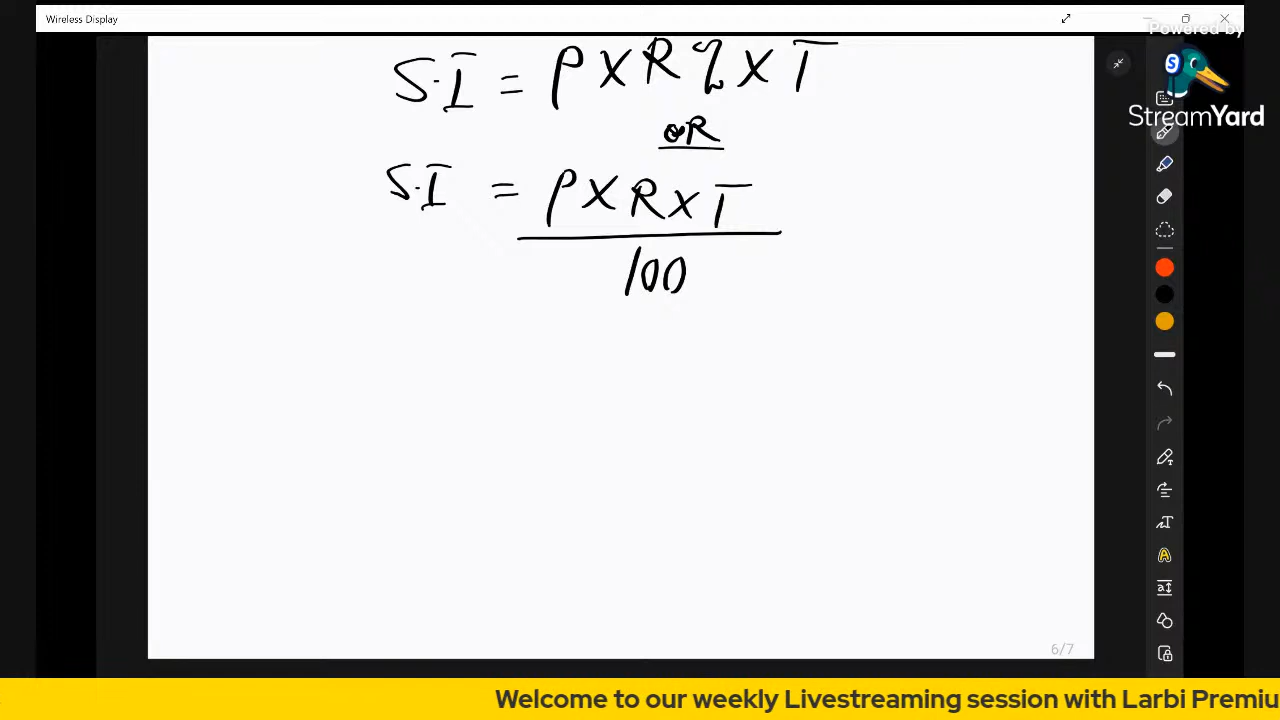 Wireless Display
Powered by
StreamYard
S.I = P X R % X T
OR
S.I = P X R X T
100
6/7
Welcome to our weekly Livestreaming session with Larbi Premiu